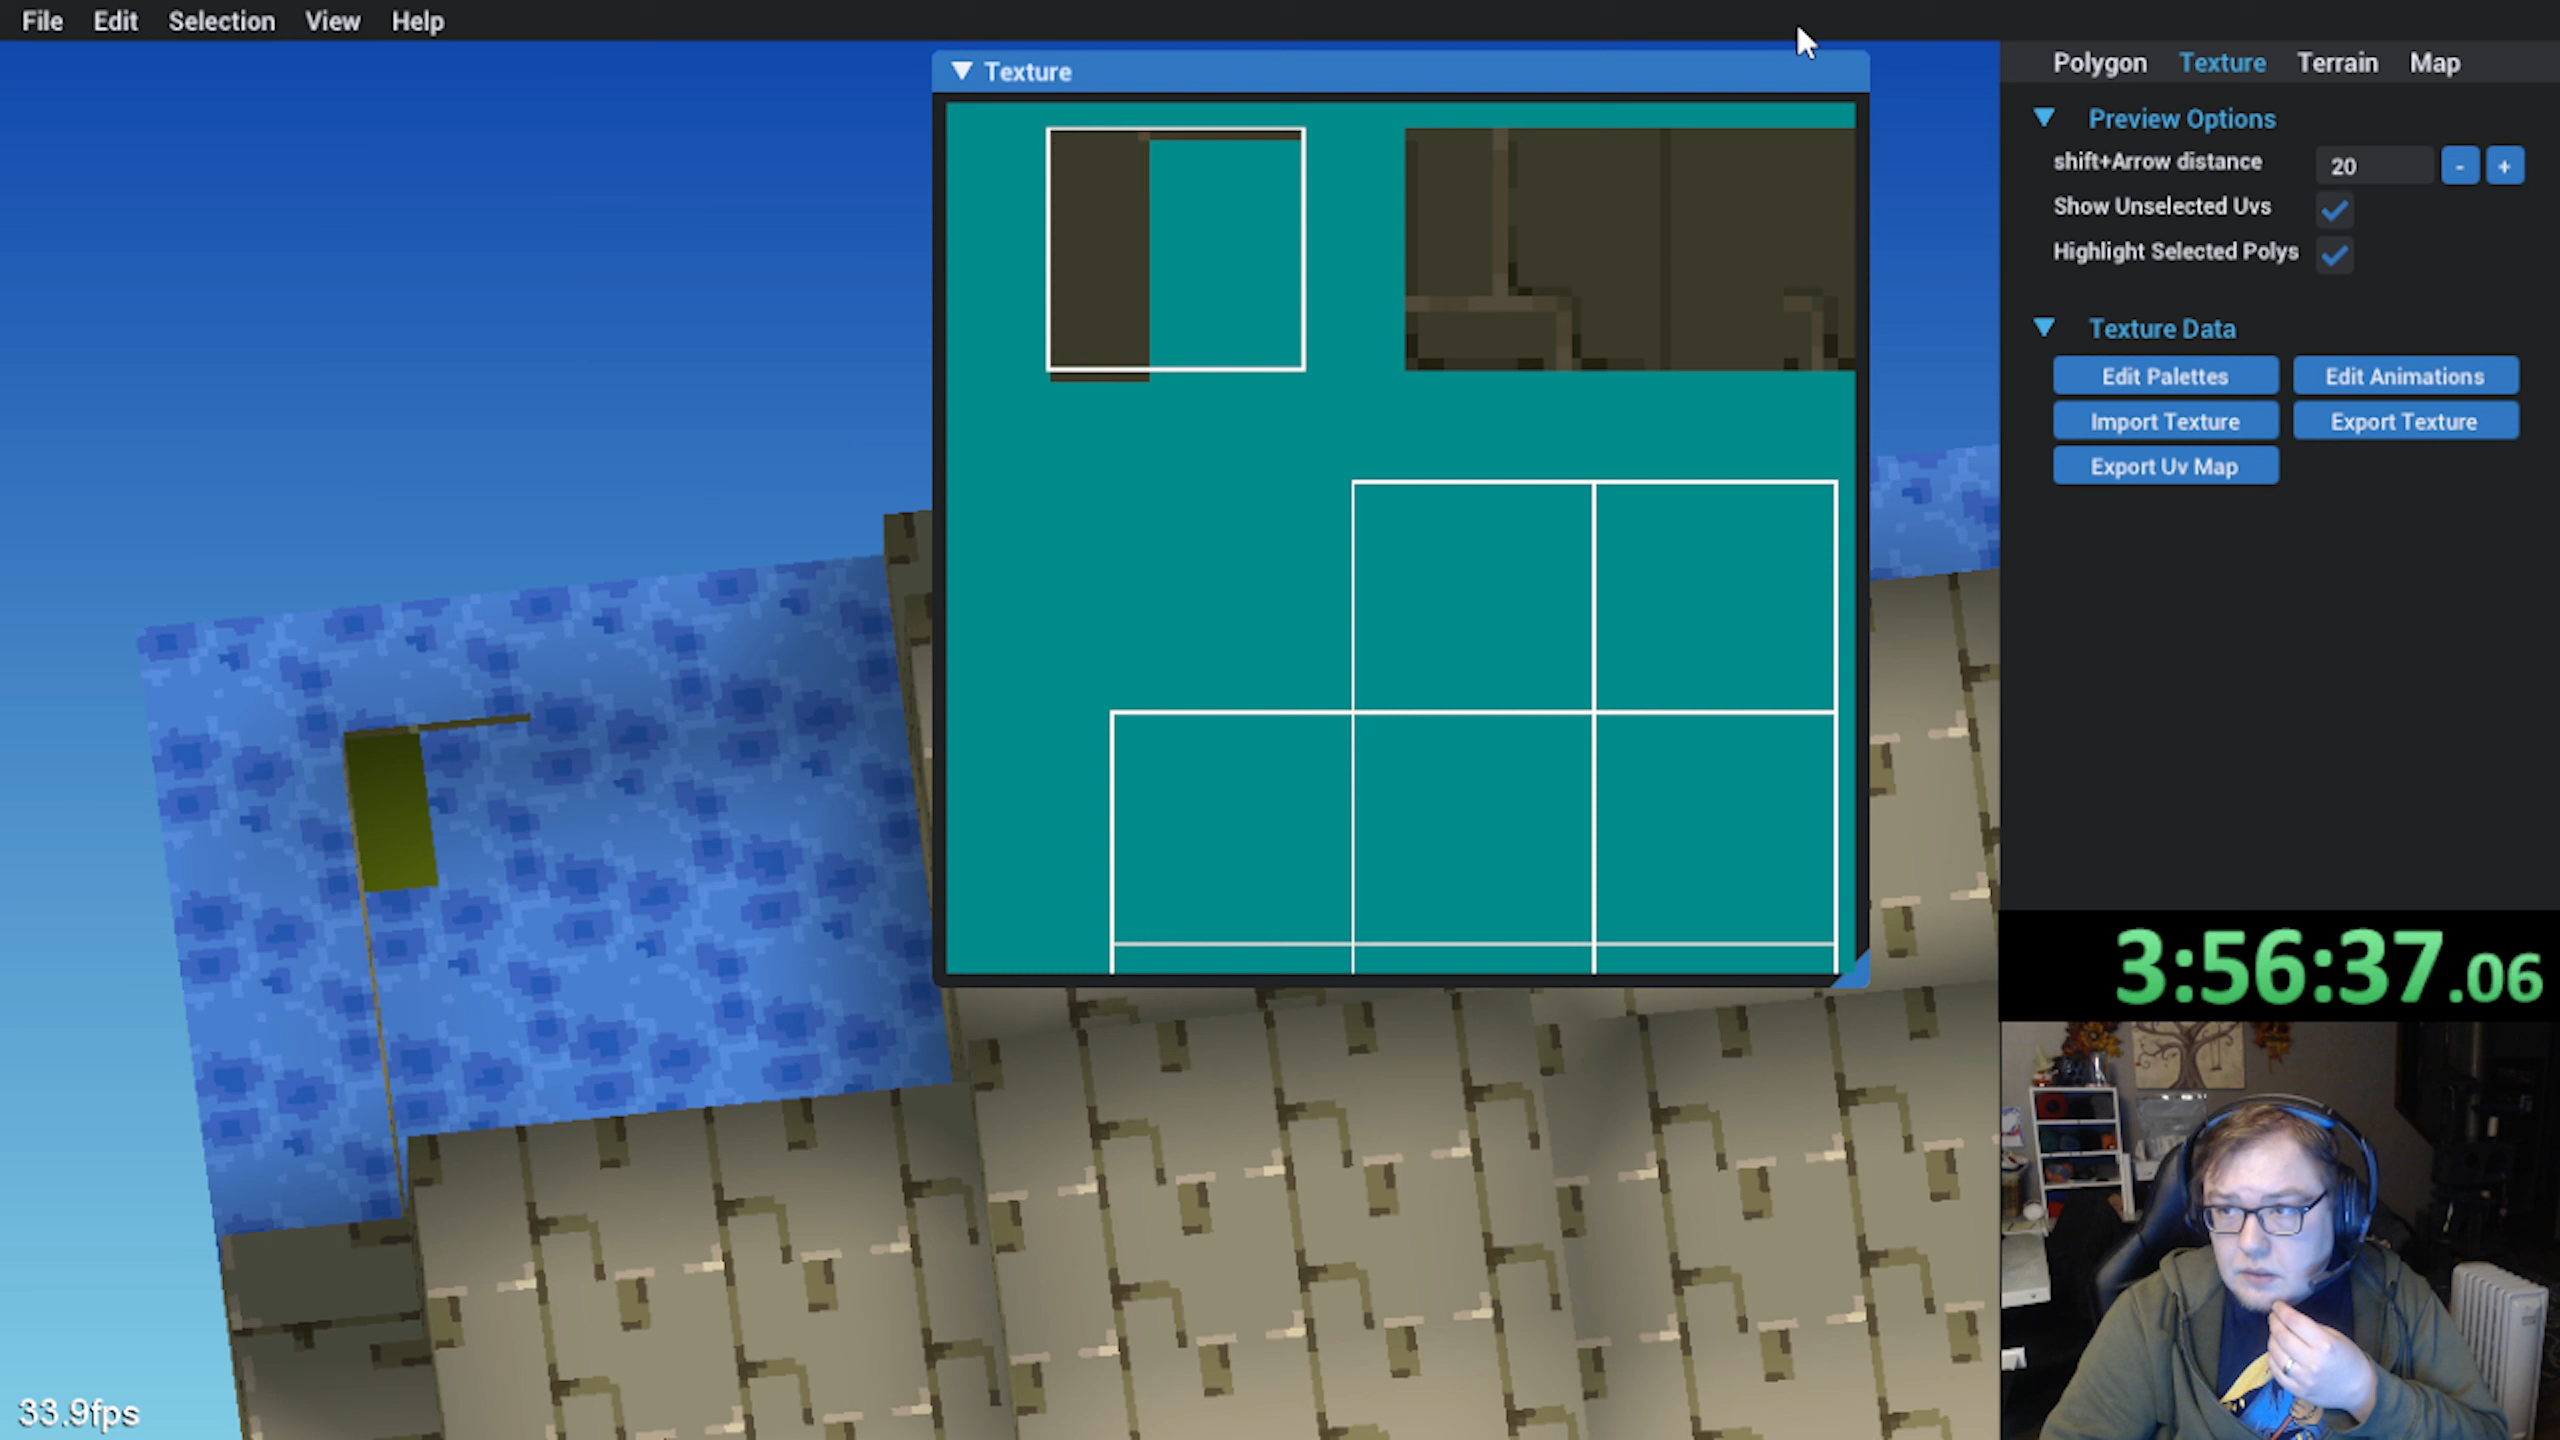 File Edit Selection View Help
Texture
Polygon Texture Terrain Map
Preview Options
shift+Arrow distance 20 - +
Show Unselected Uvs
Highlight Selected Polys
Texture Data
Edit Palettes Edit Animations
Import Texture Export Texture
Export Uv Map
3:56:37.06
33.9fps